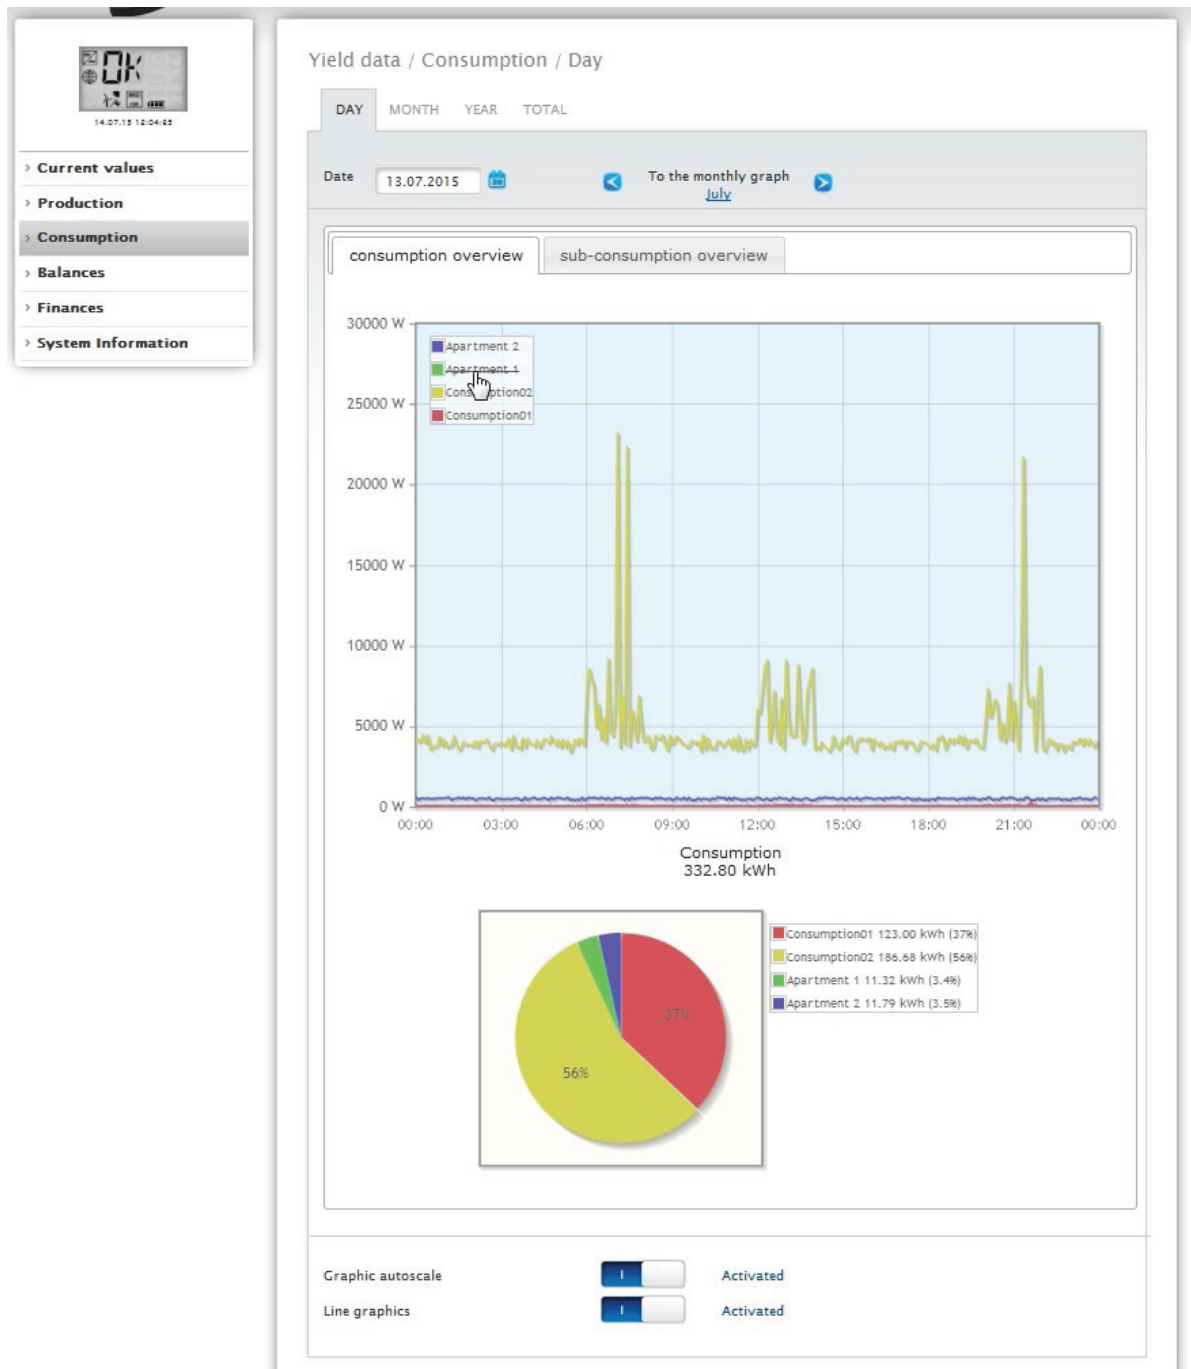 OK
14.07.15 12:04:
Current values
Production
Consumption
Balances
Finances
System Information
Yield data / Consumption / Day
DAY MONTH YEAR TOTAL
Date 13.07.2015 To the monthly graph
July
consumption overview sub-consumption overview
30000 W
25000 W
20000 W
15000 W
10000 W
5000 W
0 W
Apartment 2
Apartment 1
Consumption02
Consumption01
00:00 03:00 06:00 09:00 12:00 15:00 18:00 21:00 00:00
Consumption
332.80 kWh
37%
56%
Consumption01 123.00 kWh (37%)
Consumption02 186.68 kWh (56%)
Apartment 1 11.32 kWh (3.4%)
Apartment 2 11.79 kWh (3.5%)
Graphic autoscale I Activated
Line graphics I Activated